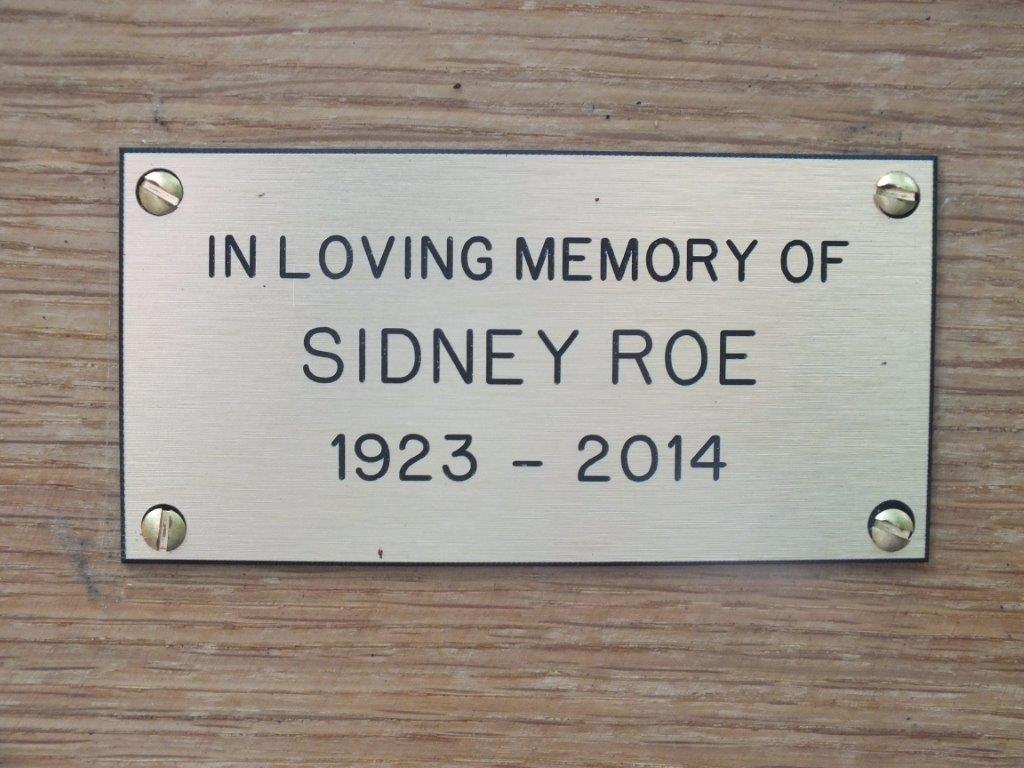 IN LOVING MEMORY OF
SIDNEY ROE
1923 - 2014